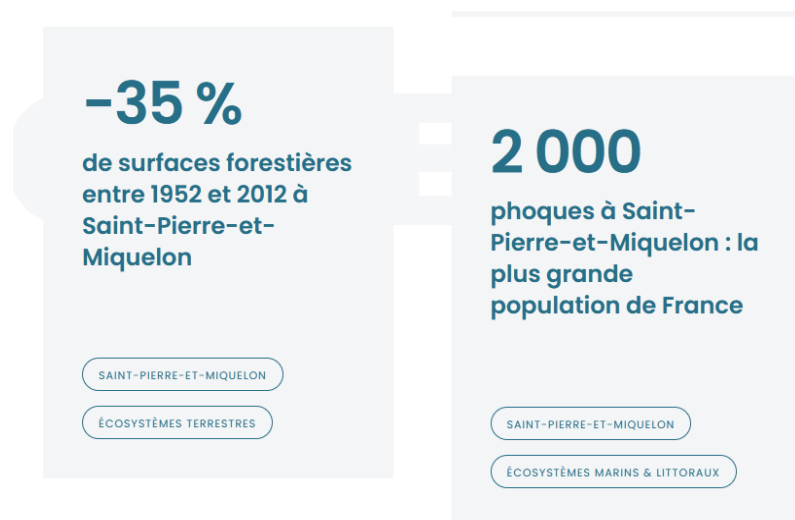 -35 %
de surfaces forestières
entre 1952 et 2012 à
Saint-Pierre-et-
Miquelon
SAINT-PIERRE-ET-MIQUELON
ÉCOSYSTÈMES TERRESTRES
2 000
phoques à Saint-
Pierre-et-Miquelon : la
plus grande
population de France
SAINT-PIERRE-ET-MIQUELON
ÉCOSYSTÈMES MARINS & LITTORAUX